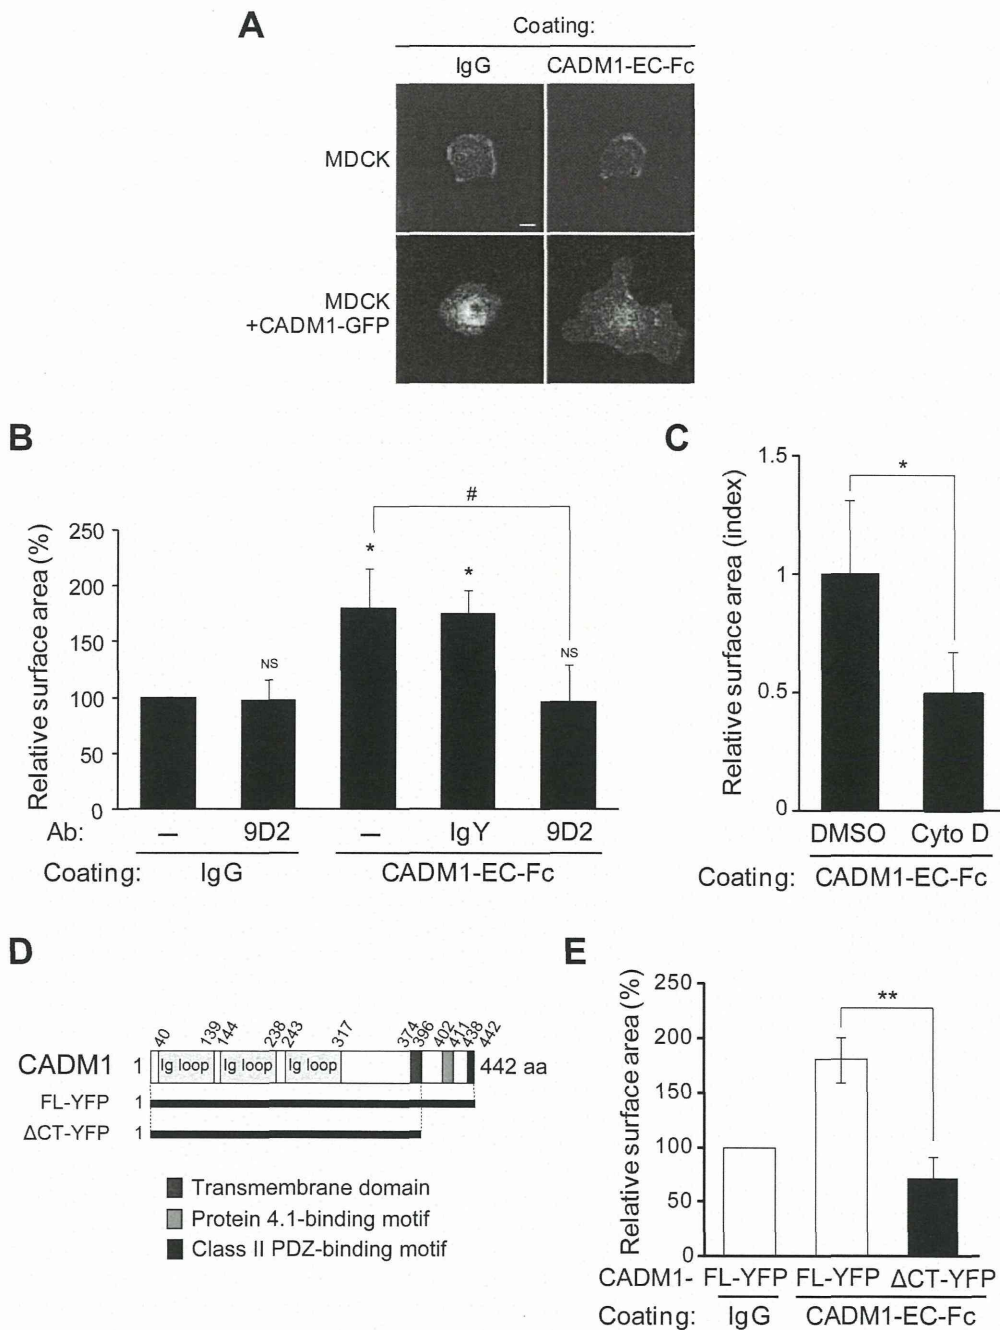 A
Coating:
IgG CADM1-EC-Fc
MDCK
MDCK
+CADM1-GFP
B
Relative surface area (%)
250
200
150
100
50
0
NS
*
*
NS
#
Ab: – 9D2 – IgY 9D2
Coating: IgG CADM1-EC-Fc
C
Relative surface area (index)
1.5
1
0.5
0
*
DMSO Cyto D
Coating: CADM1-EC-Fc
D
40 139 144 238 243 317 374 396 402 411 438 442
CADM1 1 Ig loop Ig loop Ig loop 442 aa
FL-YFP 1
ΔCT-YFP 1
Transmembrane domain
Protein 4.1-binding motif
Class II PDZ-binding motif
E
Relative surface area (%)
250
200
150
100
50
0
**
CADM1- FL-YFP FL-YFP ΔCT-YFP
Coating: IgG CADM1-EC-Fc